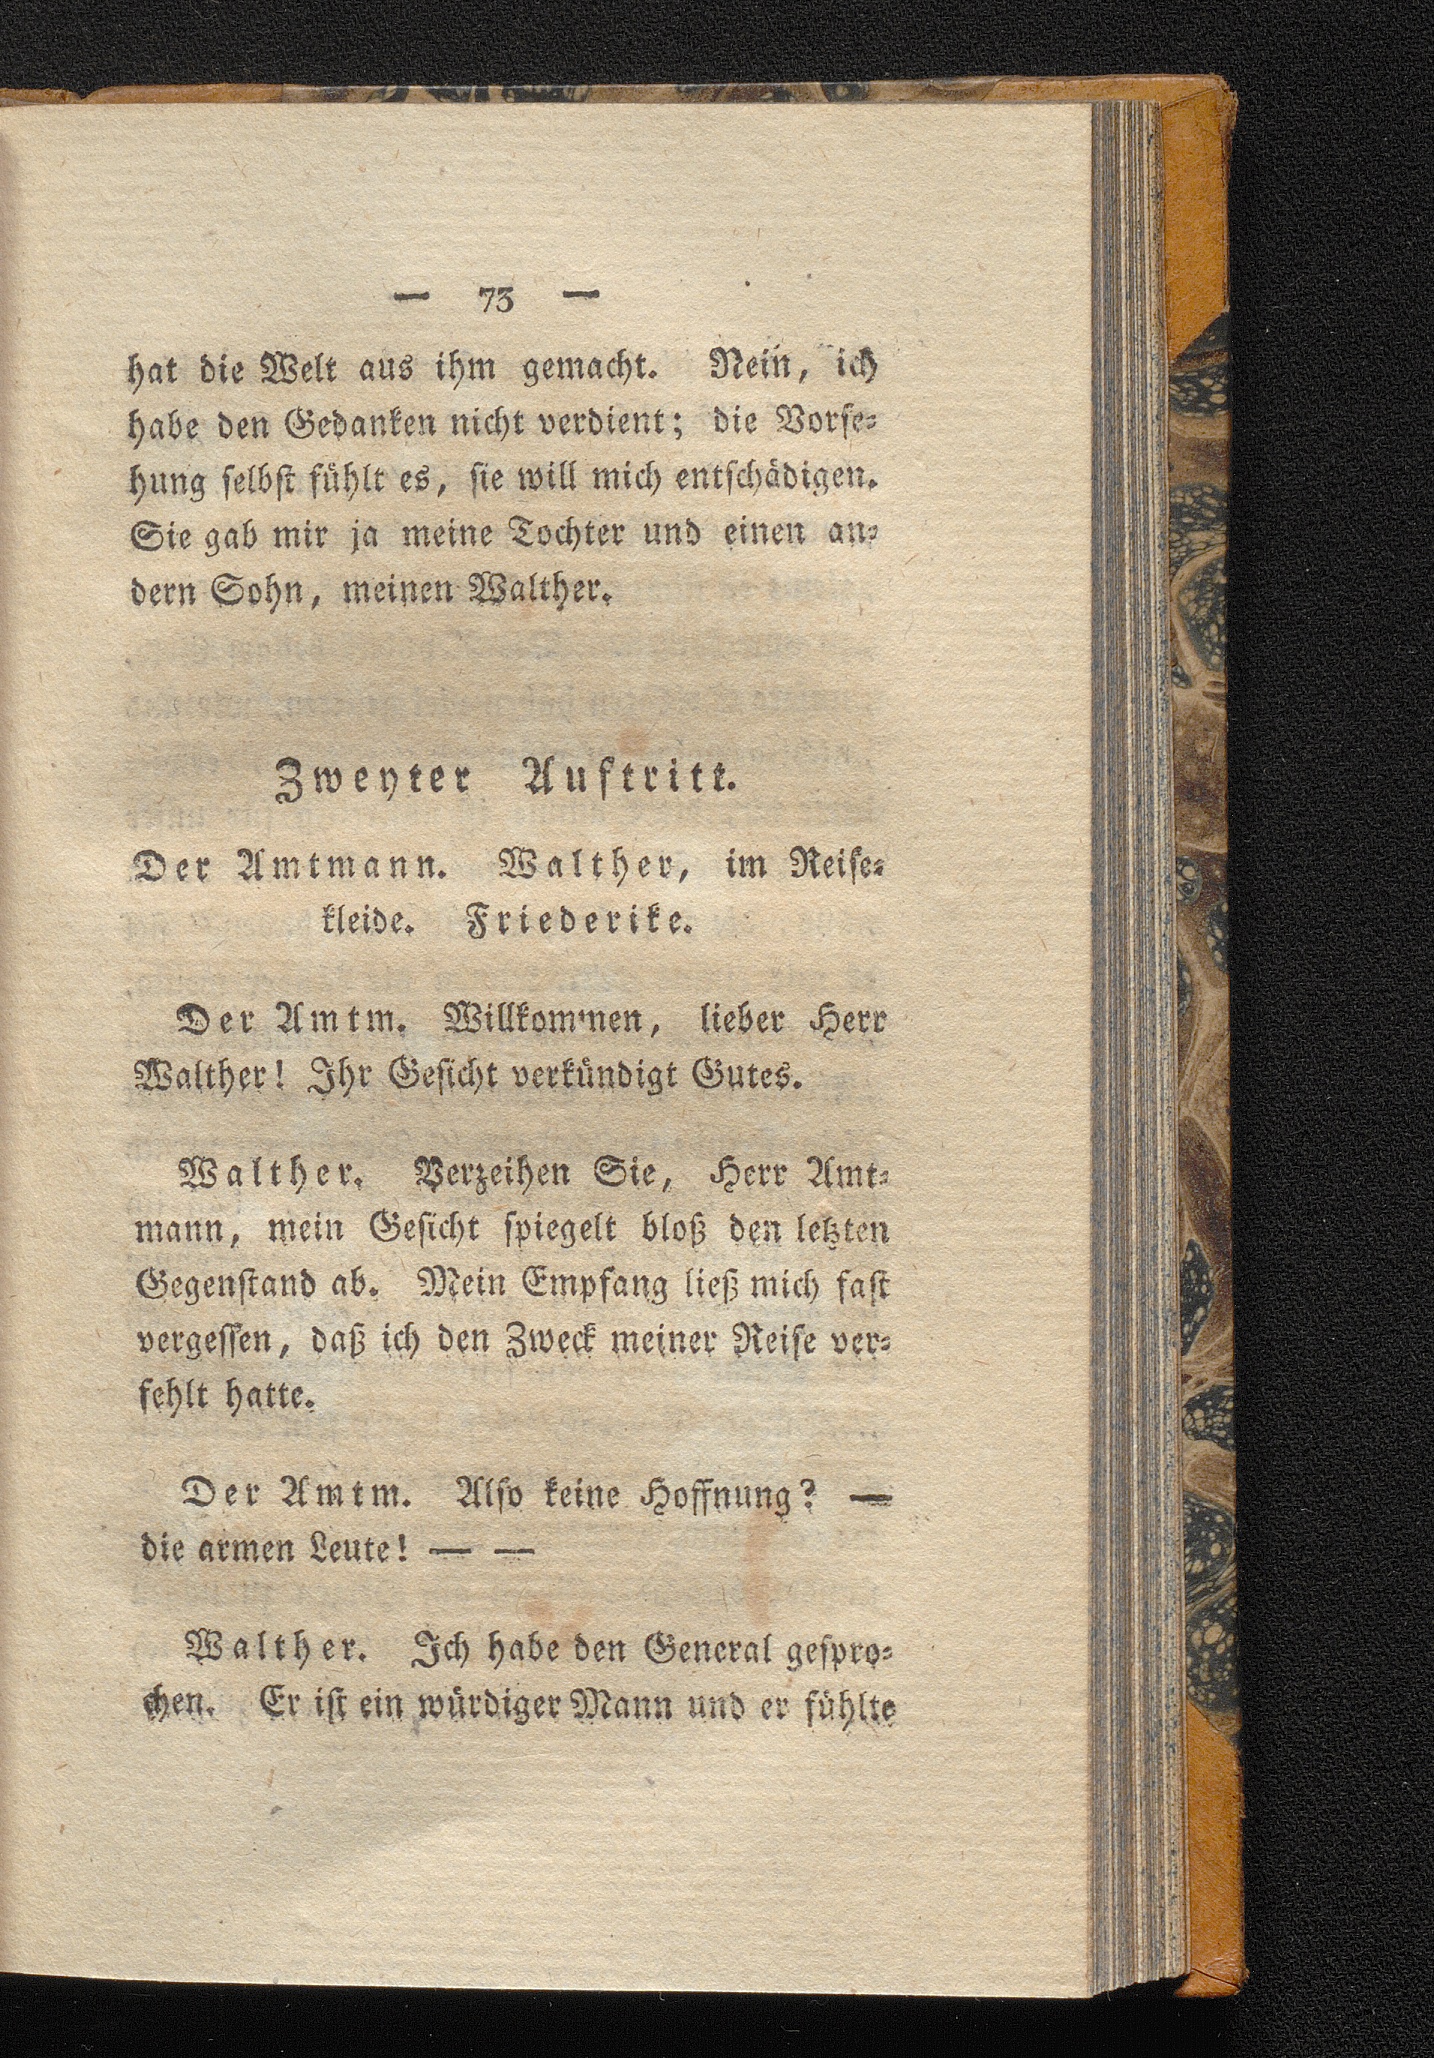 — 73 —
hat die Welt aus ihm gemacht. Nein, ich
habe den Gedanken nicht verdient; die Vorſe⸗
hung ſelbſt fühlt es, ſie will mich entſchädigen.
Sie gab mir ja meine Tochter und einen an⸗
dern Sohn, meinen Walther.
Zweyter Auftritt.
Der Amtmann. Walther, im Reiſe⸗
kleide. Friederike.
Der Amtm. Willkommen, lieber Herr
Walther! Ihr Geſicht verkündigt Gutes.
Walther. Verzeihen Sie, Herr Amt⸗
mann, mein Geſicht ſpiegelt bloß den letzten
Gegenſtand ab. Mein Empfang ließ mich faſt
vergeſſen, daß ich den Zweck meiner Reiſe ver⸗
fehlt hatte.
Der Amtm. Alſo keine Hoffnung? —
die armen Leute! — —
Walther. Ich habe den General geſpro⸗
chen. Er iſt ein würdiger Mann und er fühlte